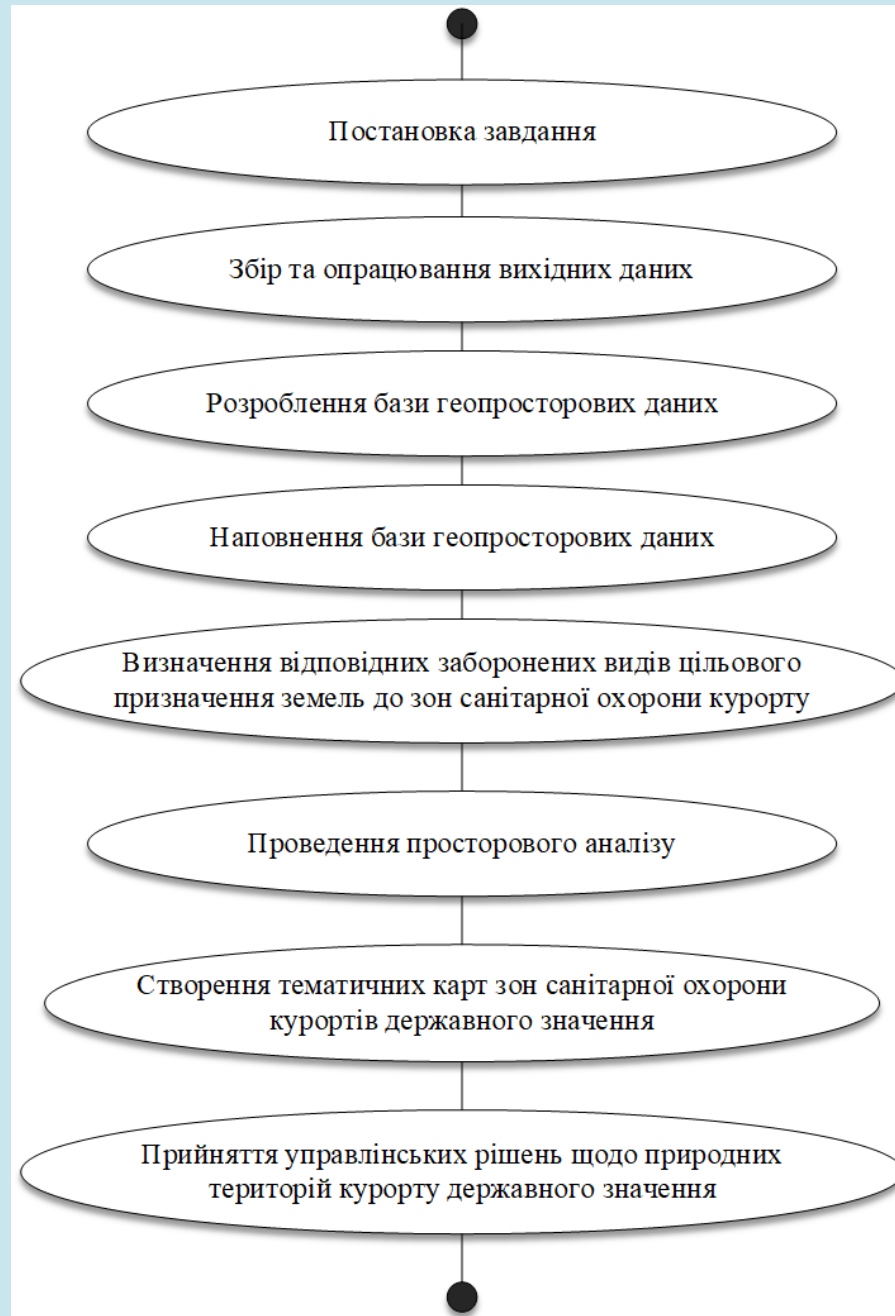 Постановка завдання
Збір та опрацювання вихідних даних
Розроблення бази геопросторових даних
Наповнення бази геопросторових даних
Визначення відповідних заборонених видів цільового
призначення земель до зон санітарної охорони курорту
Проведення просторового аналізу
Створення тематичних карт зон санітарної охорони
курортів державного значення
Прийняття управлінських рішень щодо природних
територій курорту державного значення